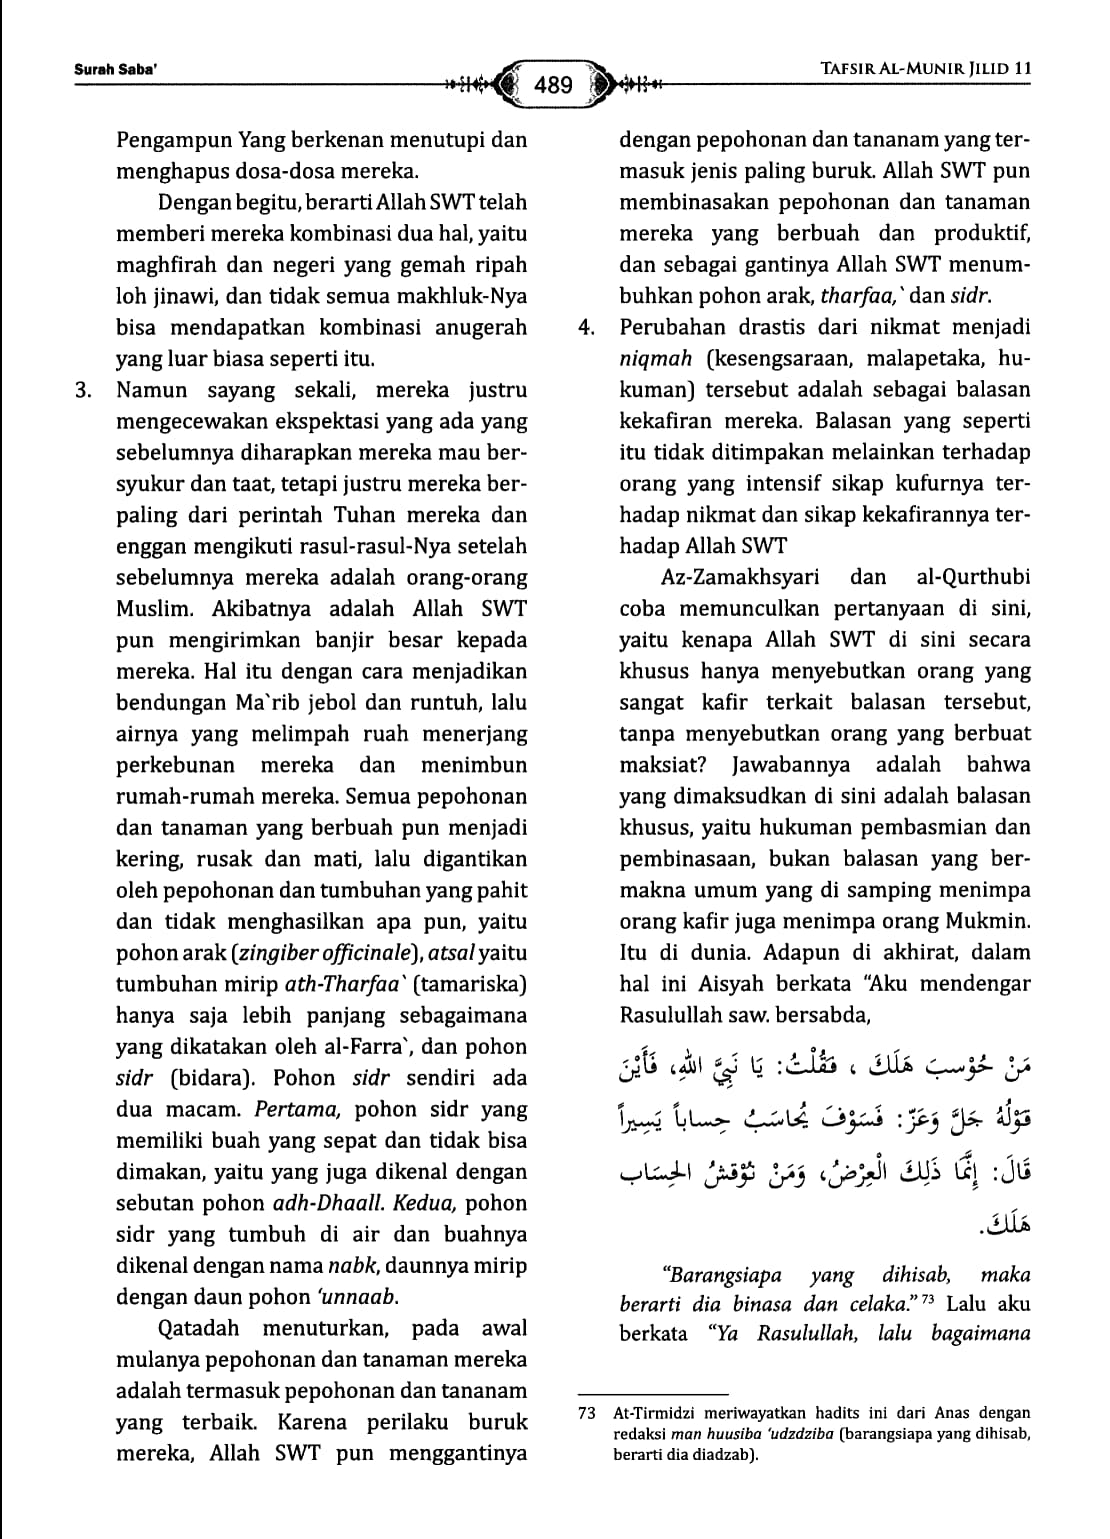 Surah Saba'
489
TAFSIR AL-MUNIR JILID 11
Pengampun Yang berkenan menutupi dan
menghapus dosa-dosa mereka.
Dengan begitu, berarti Allah SWT telah
memberi mereka kombinasi dua hal, yaitu
maghfirah dan negeri yang gemah ripah
loh jinawi, dan tidak semua makhluk-Nya
bisa mendapatkan kombinasi anugerah
yang luar biasa seperti itu.
3. Namun sayang sekali, mereka justru
mengecewakan ekspektasi yang ada yang
sebelumnya diharapkan mereka mau ber-
syukur dan taat, tetapi justru mereka ber-
paling dari perintah Tuhan mereka dan
enggan mengikuti rasul-rasul-Nya setelah
sebelumnya mereka adalah orang-orang
Muslim. Akibatnya adalah Allah SWT
pun mengirimkan banjir besar kepada
mereka. Hal itu dengan cara menjadikan
bendungan Ma`rib jebol dan runtuh, lalu
airnya yang melimpah ruah menerjang
perkebunan mereka dan menimbun
rumah-rumah mereka. Semua pepohonan
dan tanaman yang berbuah pun menjadi
kering, rusak dan mati, lalu digantikan
oleh pepohonan dan tumbuhan yang pahit
dan tidak menghasilkan apa pun, yaitu
pohon arak (zingiber officinale), atsal yaitu
tumbuhan mirip ath-Tharfaa` (tamariska)
hanya saja lebih panjang sebagaimana
yang dikatakan oleh al-Farra`, dan pohon
sidr (bidara). Pohon sidr sendiri ada
dua macam. Pertama, pohon sidr yang
memiliki buah yang sepat dan tidak bisa
dimakan, yaitu yang juga dikenal dengan
sebutan pohon adh-Dhaall. Kedua, pohon
sidr yang tumbuh di air dan buahnya
dikenal dengan nama nabk, daunnya mirip
dengan daun pohon ‘unnaab.
Qatadah menuturkan, pada awal
mulanya pepohonan dan tanaman mereka
adalah termasuk pepohonan dan tananam
yang terbaik. Karena perilaku buruk
mereka, Allah SWT pun menggantinya
dengan pepohonan dan tananam yang ter-
masuk jenis paling buruk. Allah SWT pun
membinasakan pepohonan dan tanaman
mereka yang berbuah dan produktif,
dan sebagai gantinya Allah SWT menum-
buhkan pohon arak, tharfaa,` dan sidr.
4. Perubahan drastis dari nikmat menjadi
niqmah (kesengsaraan, malapetaka, hu-
kuman) tersebut adalah sebagai balasan
kekafiran mereka. Balasan yang seperti
itu tidak ditimpakan melainkan terhadap
orang yang intensif sikap kufurnya ter-
hadap nikmat dan sikap kekafirannya ter-
hadap Allah SWT
Az-Zamakhsyari dan al-Qurthubi
coba memunculkan pertanyaan di sini,
yaitu kenapa Allah SWT di sini secara
khusus hanya menyebutkan orang yang
sangat kafir terkait balasan tersebut,
tanpa menyebutkan orang yang berbuat
maksiat? Jawabannya adalah bahwa
yang dimaksudkan di sini adalah balasan
khusus, yaitu hukuman pembasmian dan
pembinasaan, bukan balasan yang ber-
makna umum yang di samping menimpa
orang kafir juga menimpa orang Mukmin.
Itu di dunia. Adapun di akhirat, dalam
hal ini Aisyah berkata “Aku mendengar
Rasulullah saw. bersabda,
مَنْ حُوْسِبَ هَلَكَ ، فَقُلْتُ: يَا نَبِيَّ اللهِ، فَأَيْنَ
قَوْلُهُ جَلَّ وَعَزّ: فَسَوْفَ يُحَاسَبُ حِساباً يَسِيراً
قَالَ: إِنَّمَا ذَلِكَ الْعِرْضُ، وَمَنْ نُوْقشُ الحِسَاب
هَلَكَ.
“Barangsiapa yang dihisab, maka
berarti dia binasa dan celaka.” 73 Lalu aku
berkata “Ya Rasulullah, lalu bagaimana
73 At-Tirmidzi meriwayatkan hadits ini dari Anas dengan
redaksi man huusiba ‘udzdziba (barangsiapa yang dihisab,
berarti dia diadzab).